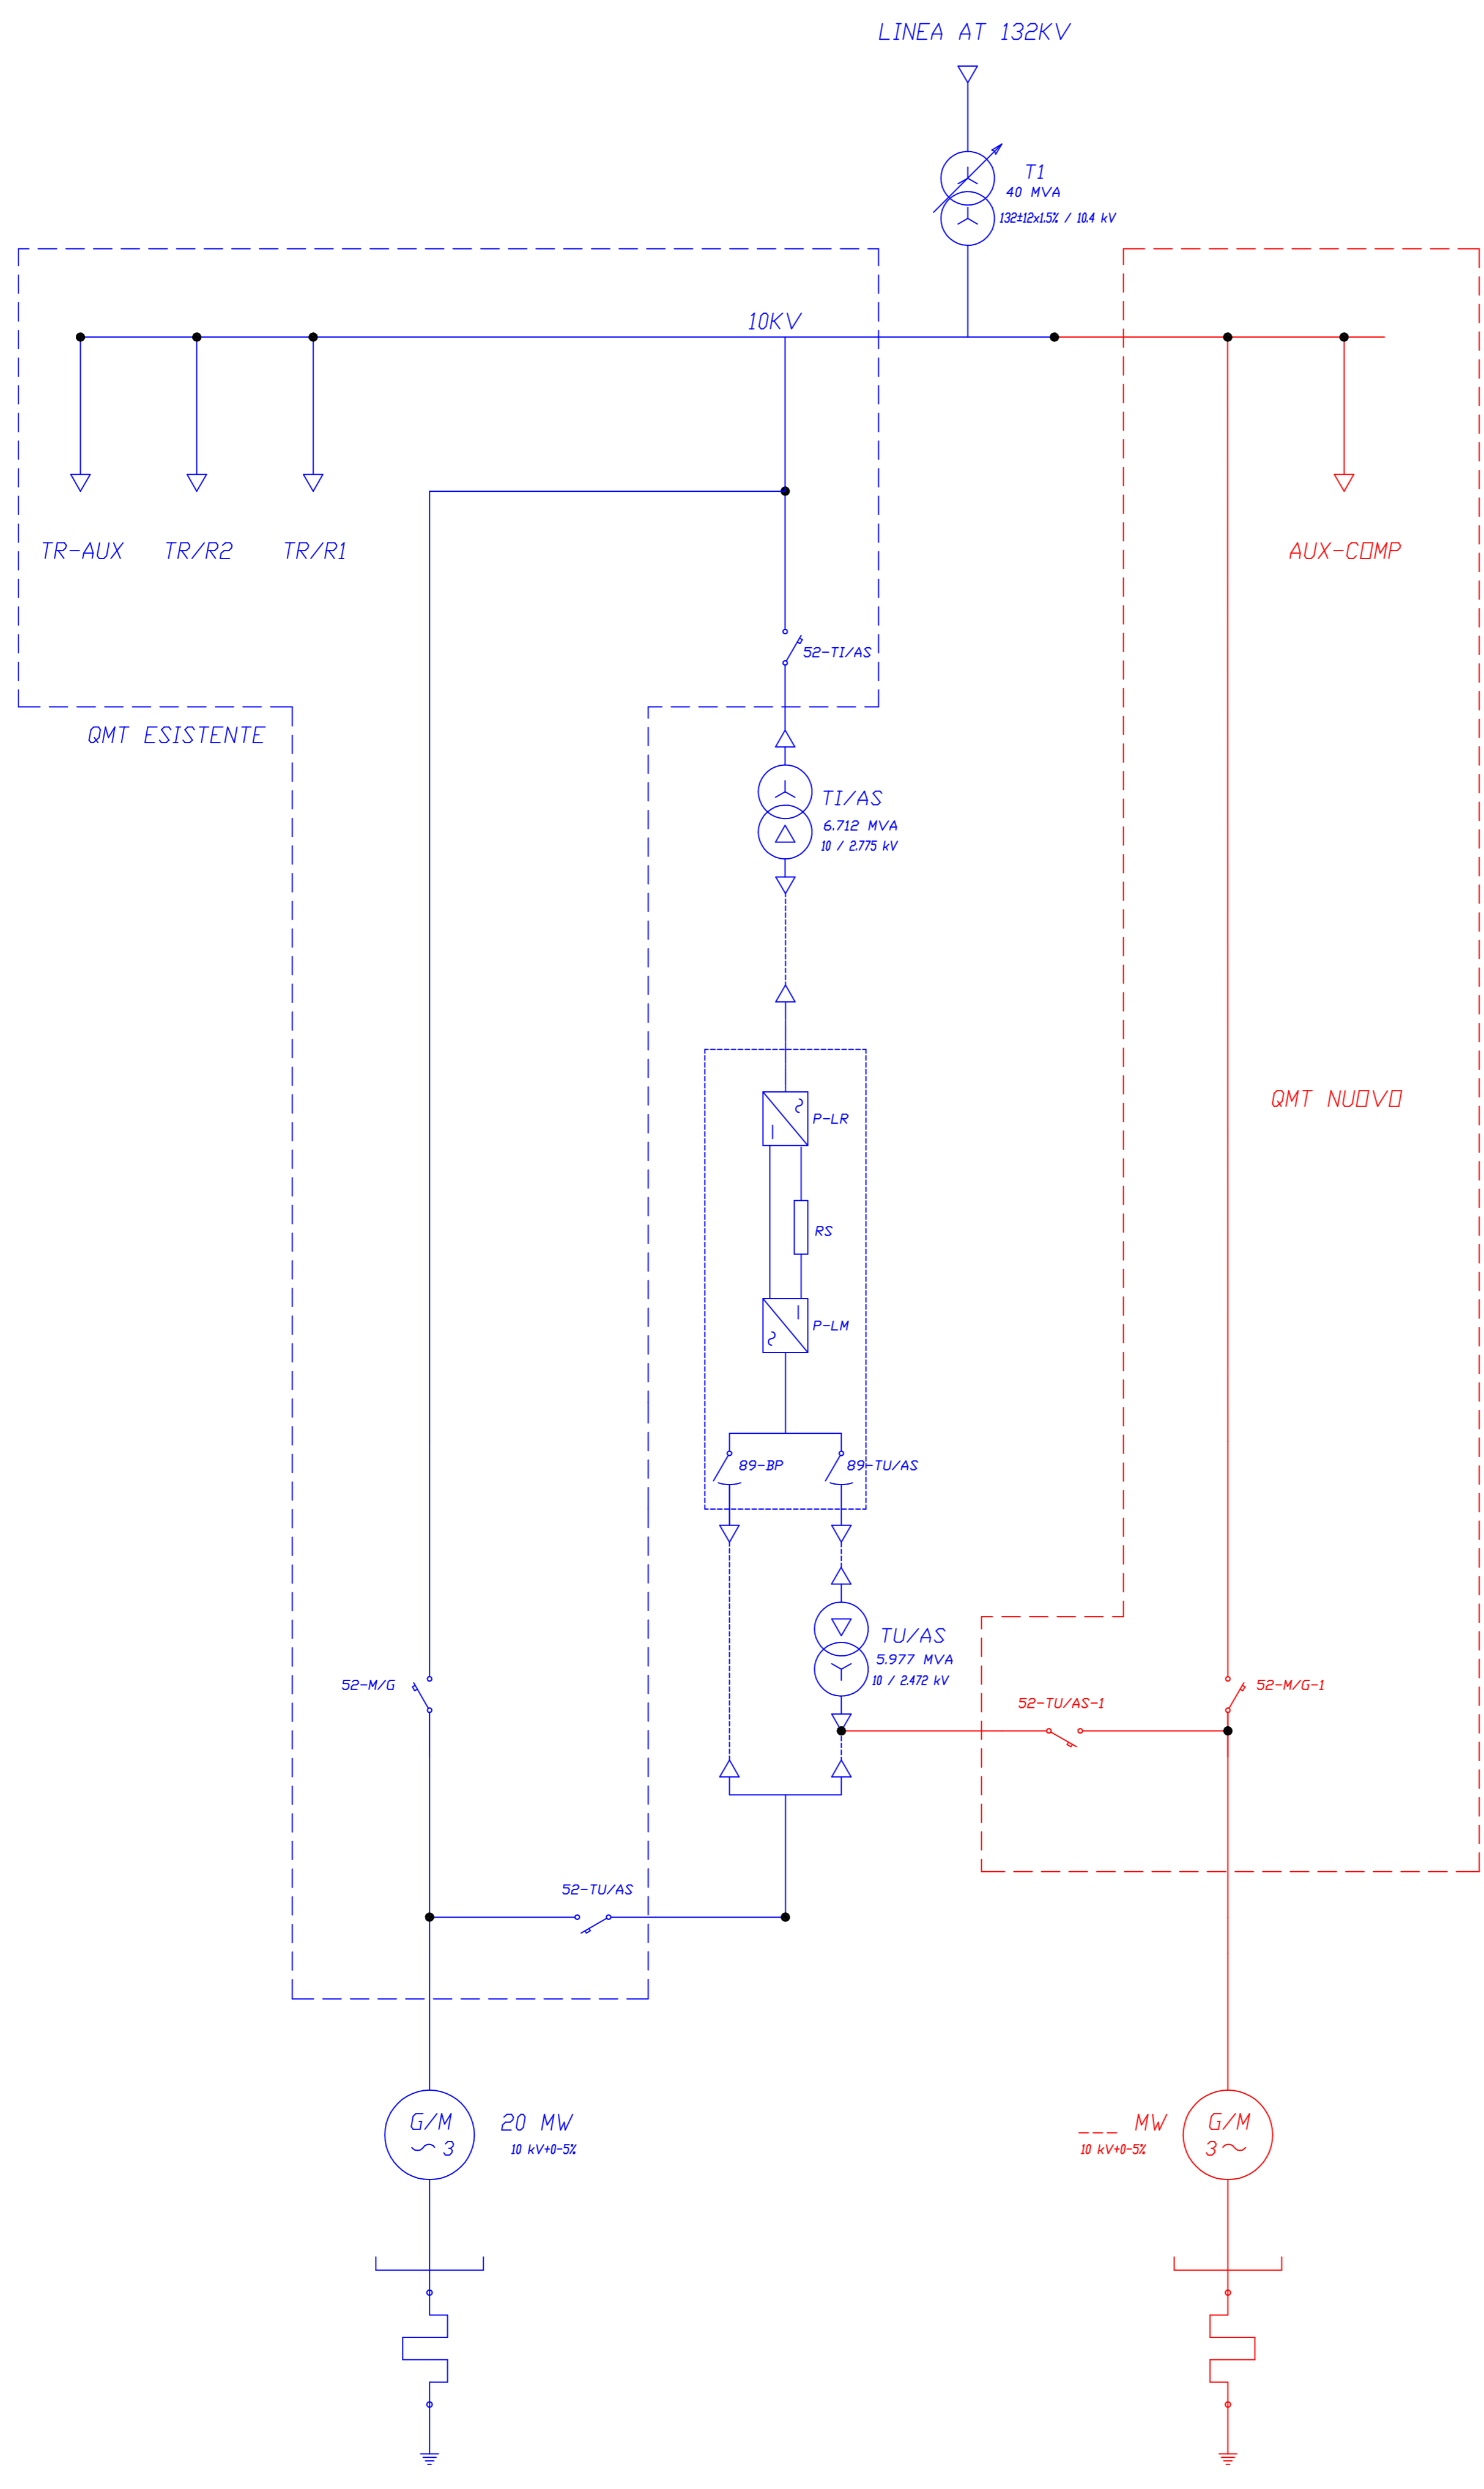 LINEA AT 132KV
T1
40 MVA
132±12x1.5% / 10.4 kV
10KV
TR-AUX
TR/R2
TR/R1
AUX-COMP
52-TI/AS
QMT ESISTENTE
TI/AS
6.712 MVA
10 / 2.775 kV
QMT NUOVO
P-LR
RS
P-LM
89-BP
89-TU/AS
TU/AS
5.977 MVA
10 / 2.472 kV
52-M/G
52-M/G-1
52-TU/AS-1
52-TU/AS
G/M
~ 3
20 MW
10 kV+0-5%
___ MW
10 kV+0-5%
G/M
3 ~